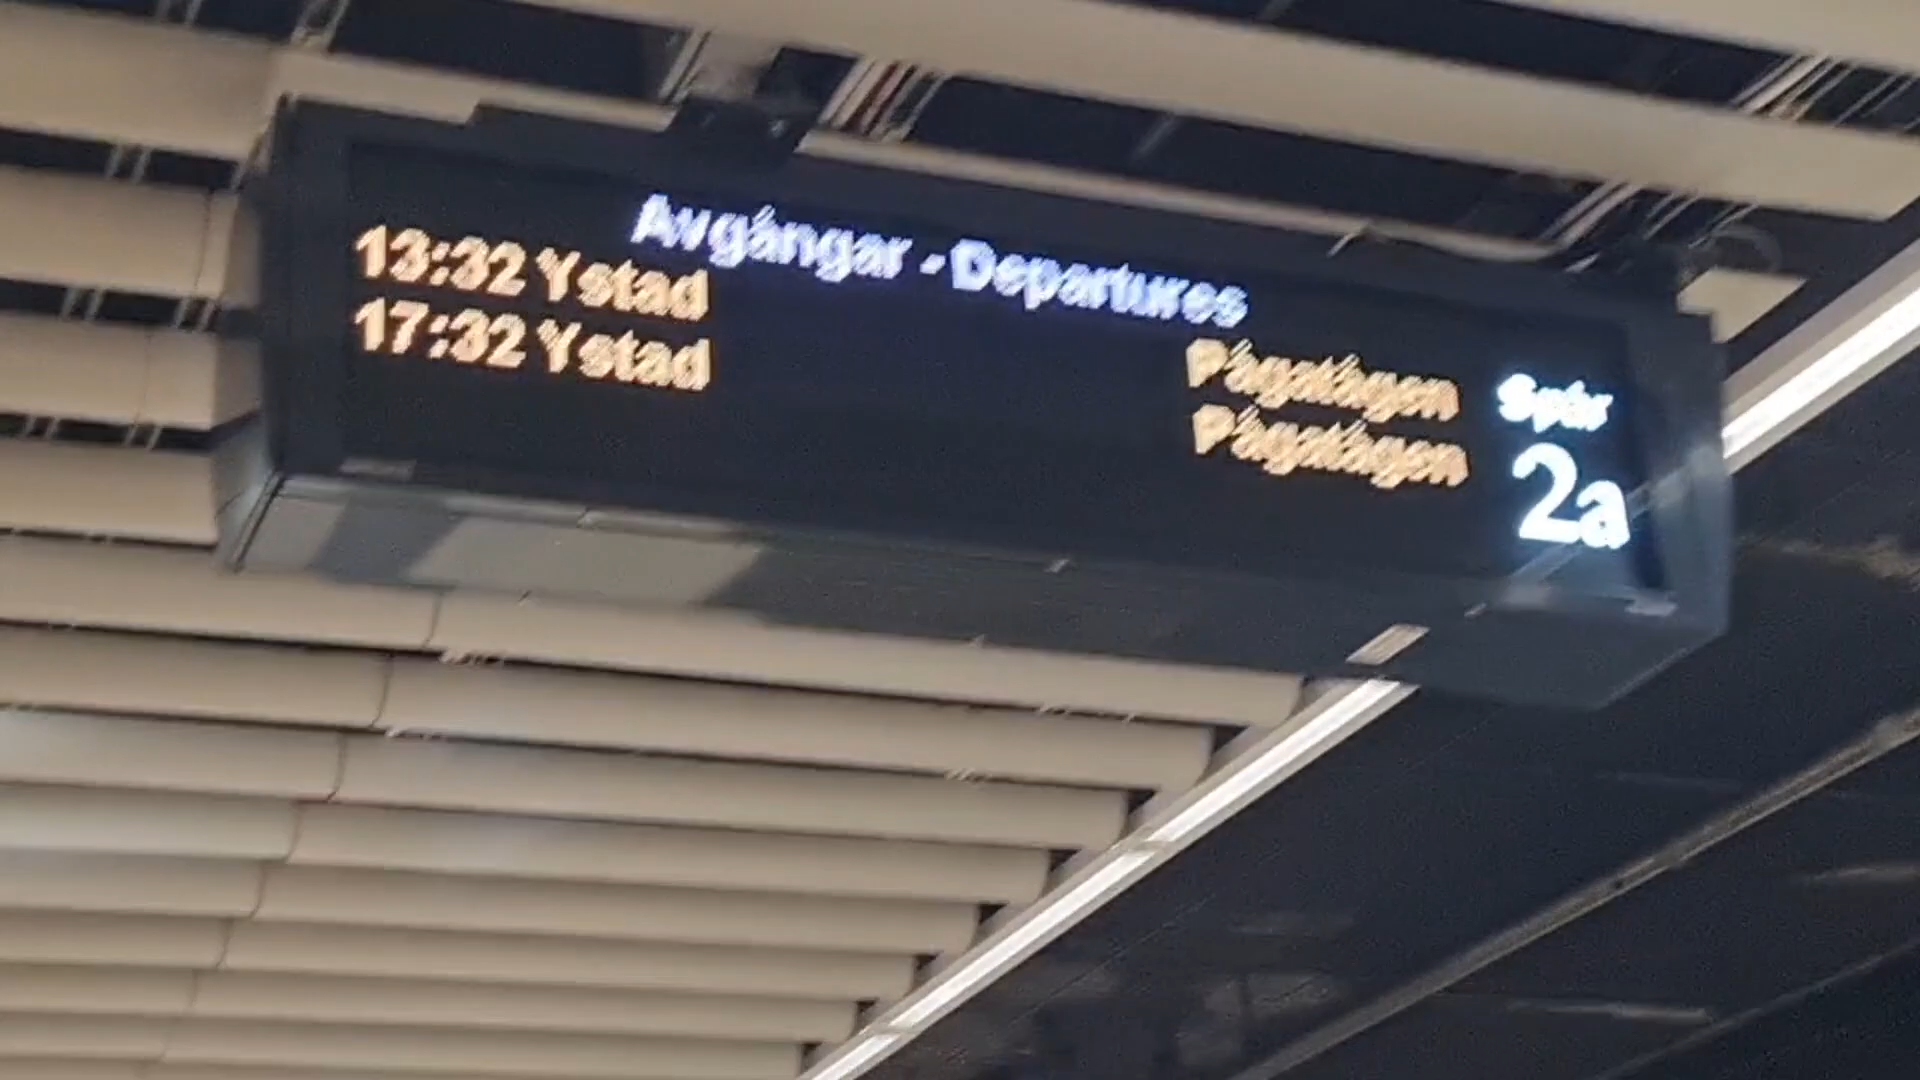 Avgångar - Departures
13:32 Ystad Pågatågen
17:32 Ystad Pågatågen
Spår
2a